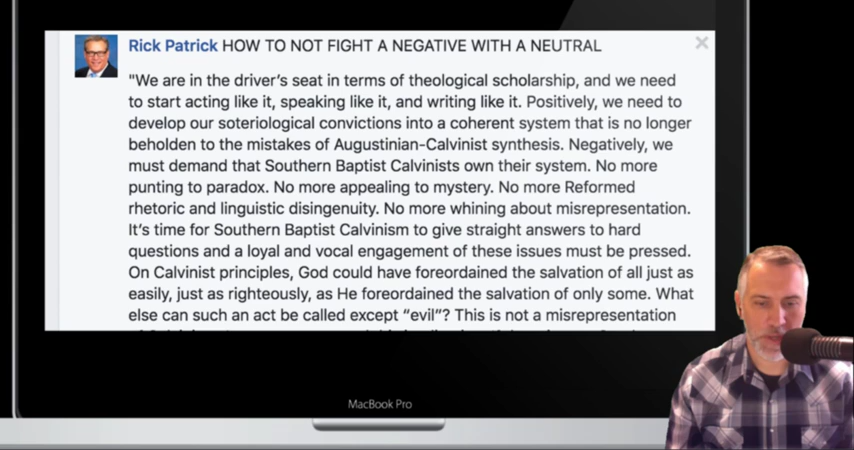 Rick Patrick HOW TO NOT FIGHT A NEGATIVE WITH A NEUTRAL
"We are in the driver's seat in terms of theological scholarship, and we need
to start acting like it, speaking like it, and writing like it. Positively, we need to
develop our soteriological convictions into a coherent system that is no longer
beholden to the mistakes of Augustinian-Calvinist synthesis. Negatively, we
must demand that Southern Baptist Calvinists own their system. No more
punting to paradox. No more appealing to mystery. No more Reformed
rhetoric and linguistic disingenuity. No more whining about misrepresentation.
It's time for Southern Baptist Calvinism to give straight answers to hard
questions and a loyal and vocal engagement of these issues must be pressed.
On Calvinist principles, God could have foreordained the salvation of all just as
easily, just as righteously, as He foreordained the salvation of only some. What
else can such an act be called except "evil"? This is not a misrepresentation
MacBook Pro